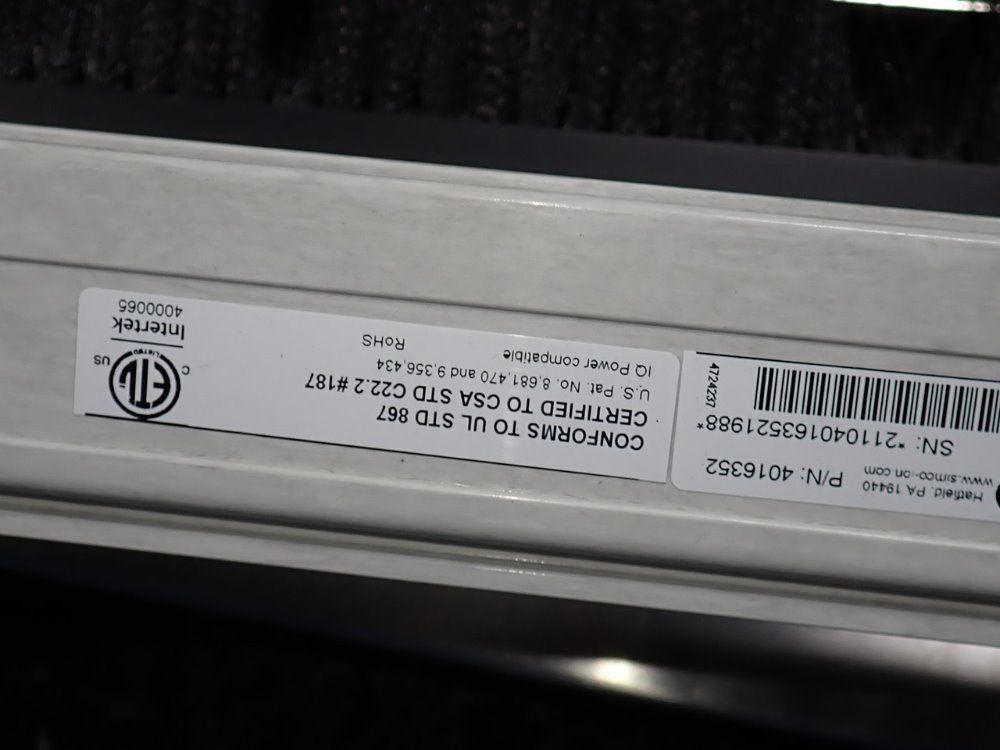 Hatfield, PA 19440
www.simco-ion.com
P/N: 4016352
SN: *211040163521988*
4724237
CONFORMS TO UL STD 867
CERTIFIED TO CSA STD C22.2 #187
U.S. Pat. No. 8,681,470 and 9,356,434
IQ Power compatible
RoHS
C ETL US
LISTED
Intertek
4000065